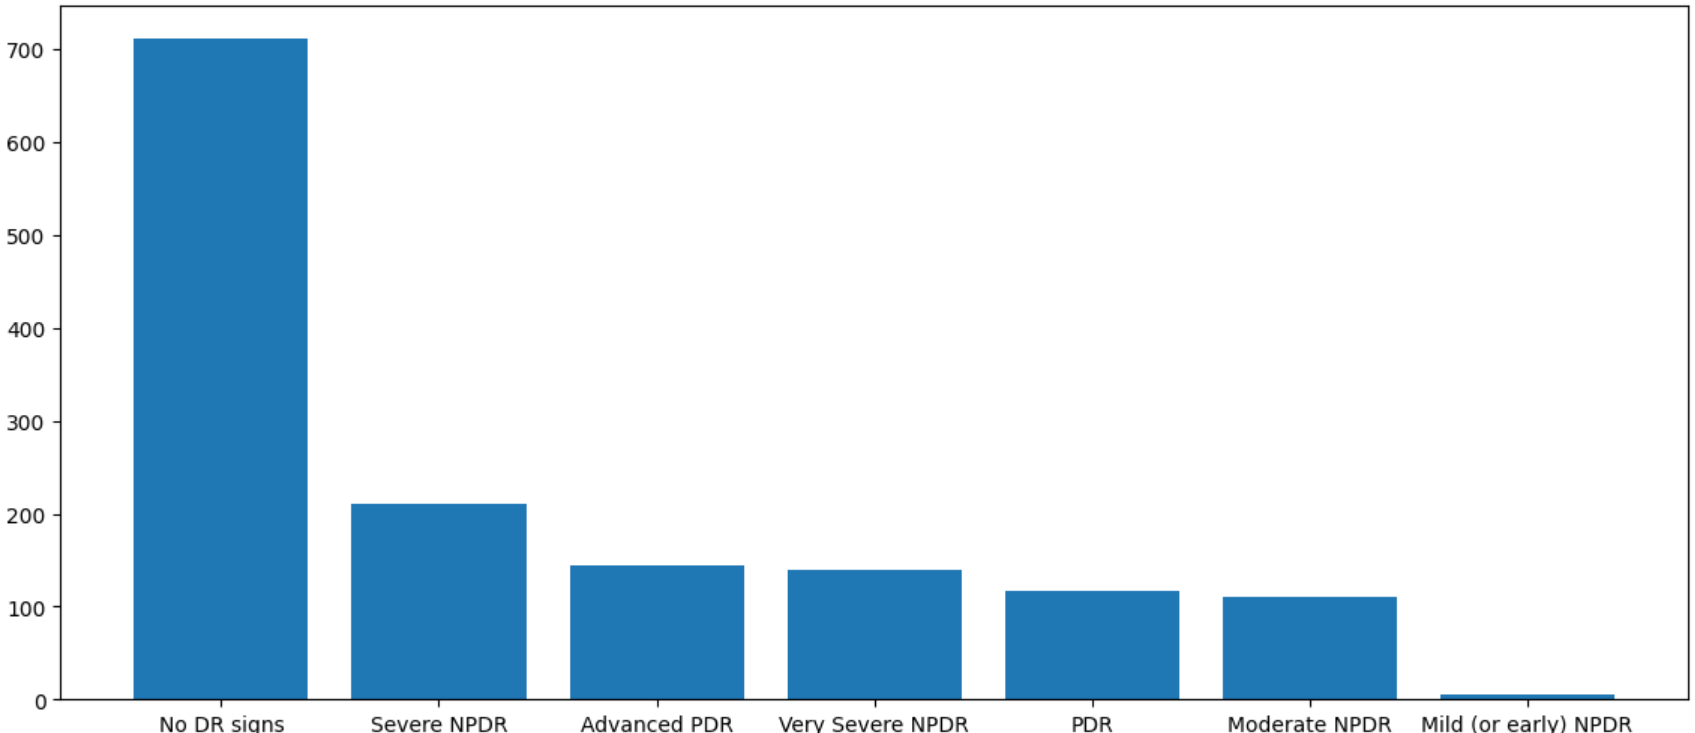 700
600
500
400
300
200
100
0
No DR signs
Severe NPDR
Advanced PDR
Very Severe NPDR
PDR
Moderate NPDR
Mild (or early) NPDR